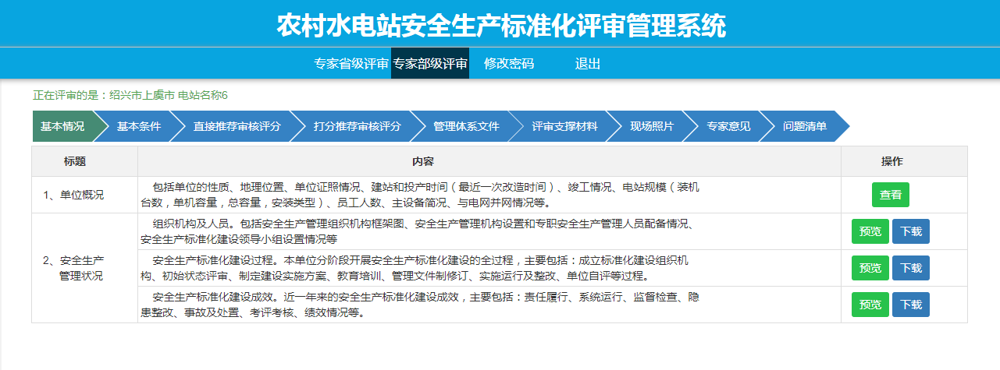 农村水电站安全生产标准化评审管理系统
专家省级评审 专家部级评审 修改密码 退出
正在评审的是：绍兴市上虞市 电站名称6
基本情况 基本条件 直接推荐审核评分 打分推荐审核评分 管理体系文件 评审支撑材料 现场照片 专家意见 问题清单
标题 内容 操作
1、单位概况
包括单位的性质、地理位置、单位证照情况、建站和投产时间（最近一次改造时间）、竣工情况、电站规模（装机
台数，单机容量，总容量，安装类型）、员工人数、主设备简况、与电网并网情况等。
查看
2、安全生产
管理状况
组织机构及人员。包括安全生产管理组织机构框架图、安全生产管理机构设置和专职安全生产管理人员配备情况、
安全生产标准化建设领导小组设置情况等
预览 下载
安全生产标准化建设过程。本单位分阶段开展安全生产标准化建设的全过程，主要包括：成立标准化建设组织机
构、初始状态评审、制定建设实施方案、教育培训、管理文件制修订、实施运行及整改、单位自评等过程。
预览 下载
安全生产标准化建设成效。近一年来的安全生产标准化建设成效，主要包括：责任履行、系统运行、监督检查、隐
患整改、事故及处置、考评考核、绩效情况等。
预览 下载